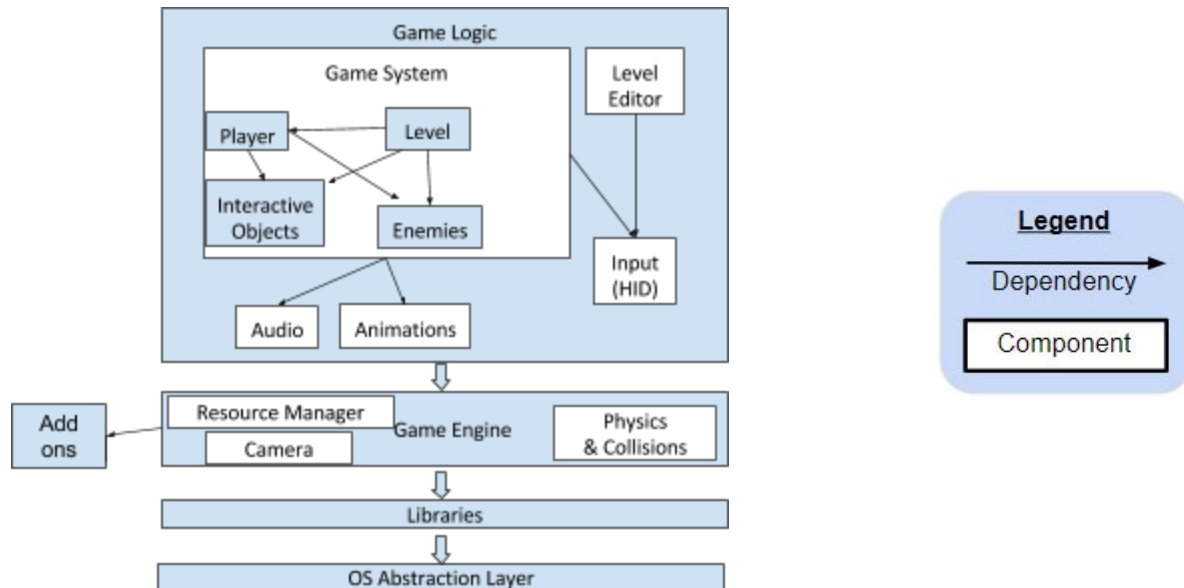 Game Logic
Game System
Level
Editor
Player
Level
Interactive
Objects
Enemies
Input
(HID)
Audio
Animations
Legend
Dependency
Component
Add
ons
Resource Manager
Game Engine
Camera
Physics
& Collisions
Libraries
OS Abstraction Layer